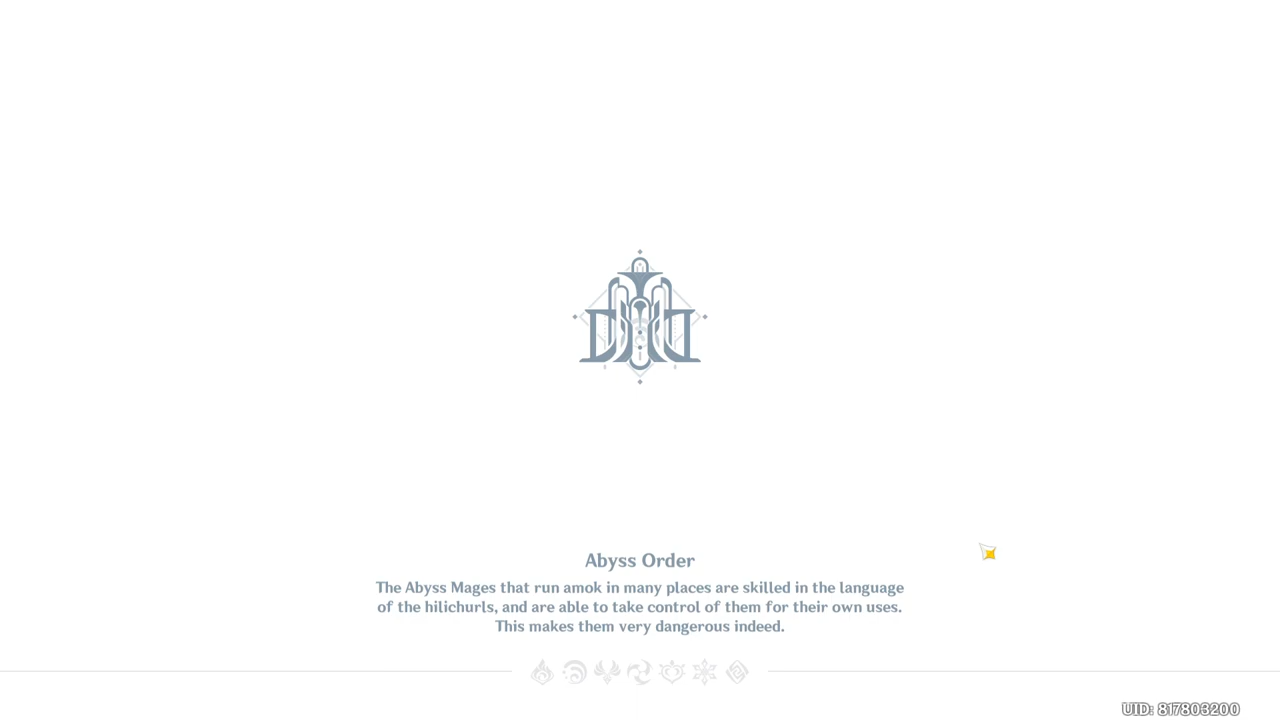 Abyss Order
The Abyss Mages that run amok in many places are skilled in the language
of the hilichurls, and are able to take control of them for their own uses.
This makes them very dangerous indeed.
UID: 817803200